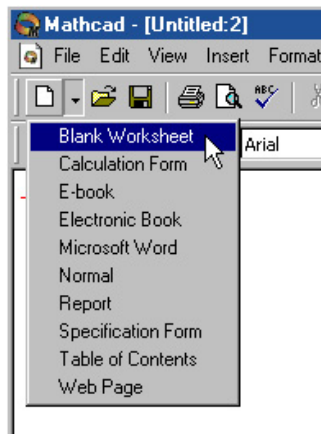 Mathcad - [Untitled:2]
File Edit View Insert Format
ABC
Arial
Blank Worksheet
Calculation Form
E-book
Electronic Book
Microsoft Word
Normal
Report
Specification Form
Table of Contents
Web Page